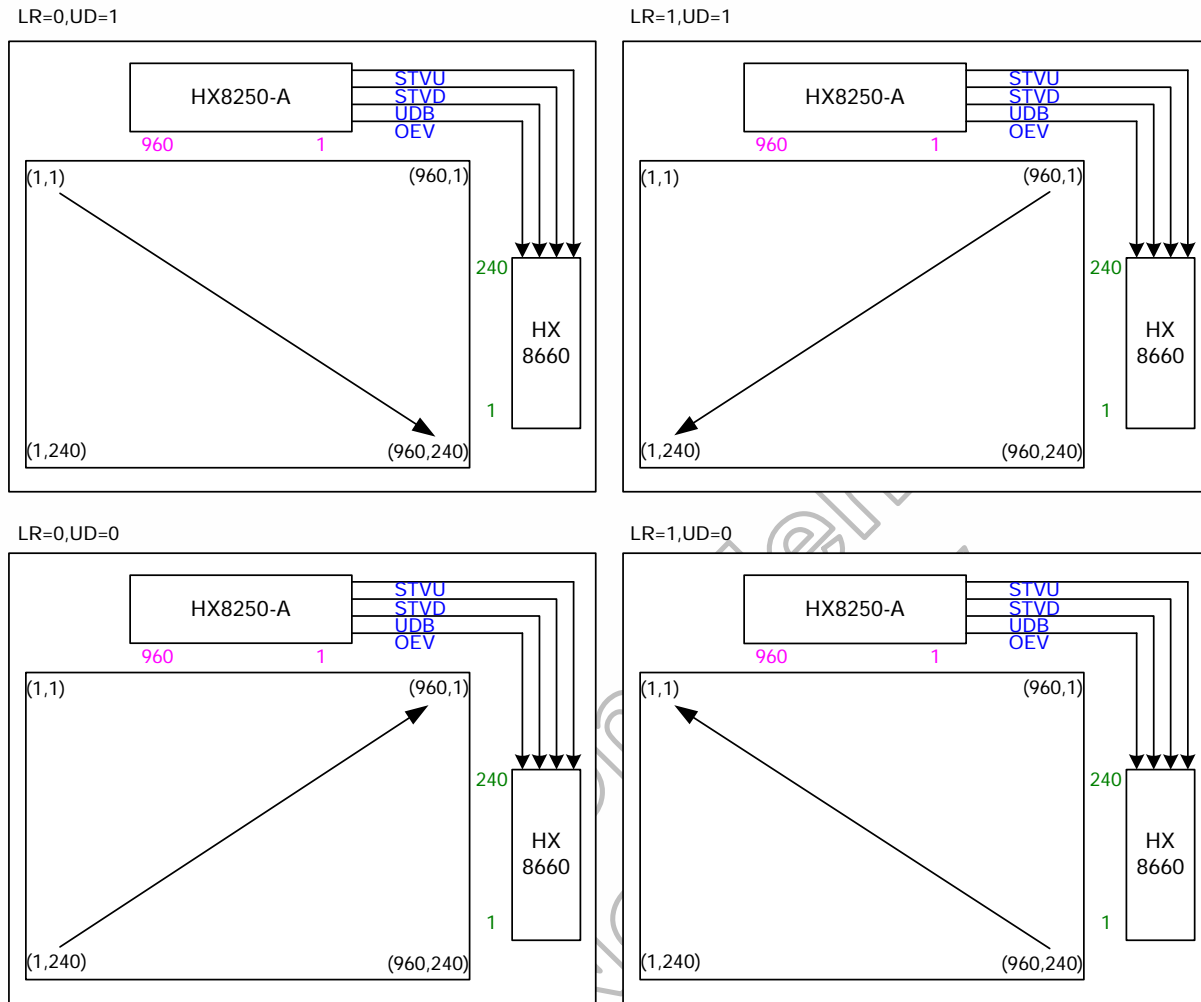 LR=0,UD=1
HX8250-A
STVU
STVD
UDB
OEV
960 1
(1,1) (960,1)
240
HX
8660
1
(1,240) (960,240)
LR=1,UD=1
HX8250-A
STVU
STVD
UDB
OEV
960 1
(1,1) (960,1)
240
HX
8660
1
(1,240) (960,240)
LR=0,UD=0
HX8250-A
STVU
STVD
UDB
OEV
960 1
(1,1) (960,1)
240
HX
8660
1
(1,240) (960,240)
LR=1,UD=0
HX8250-A
STVU
STVD
UDB
OEV
960 1
(1,1) (960,1)
240
HX
8660
1
(1,240) (960,240)